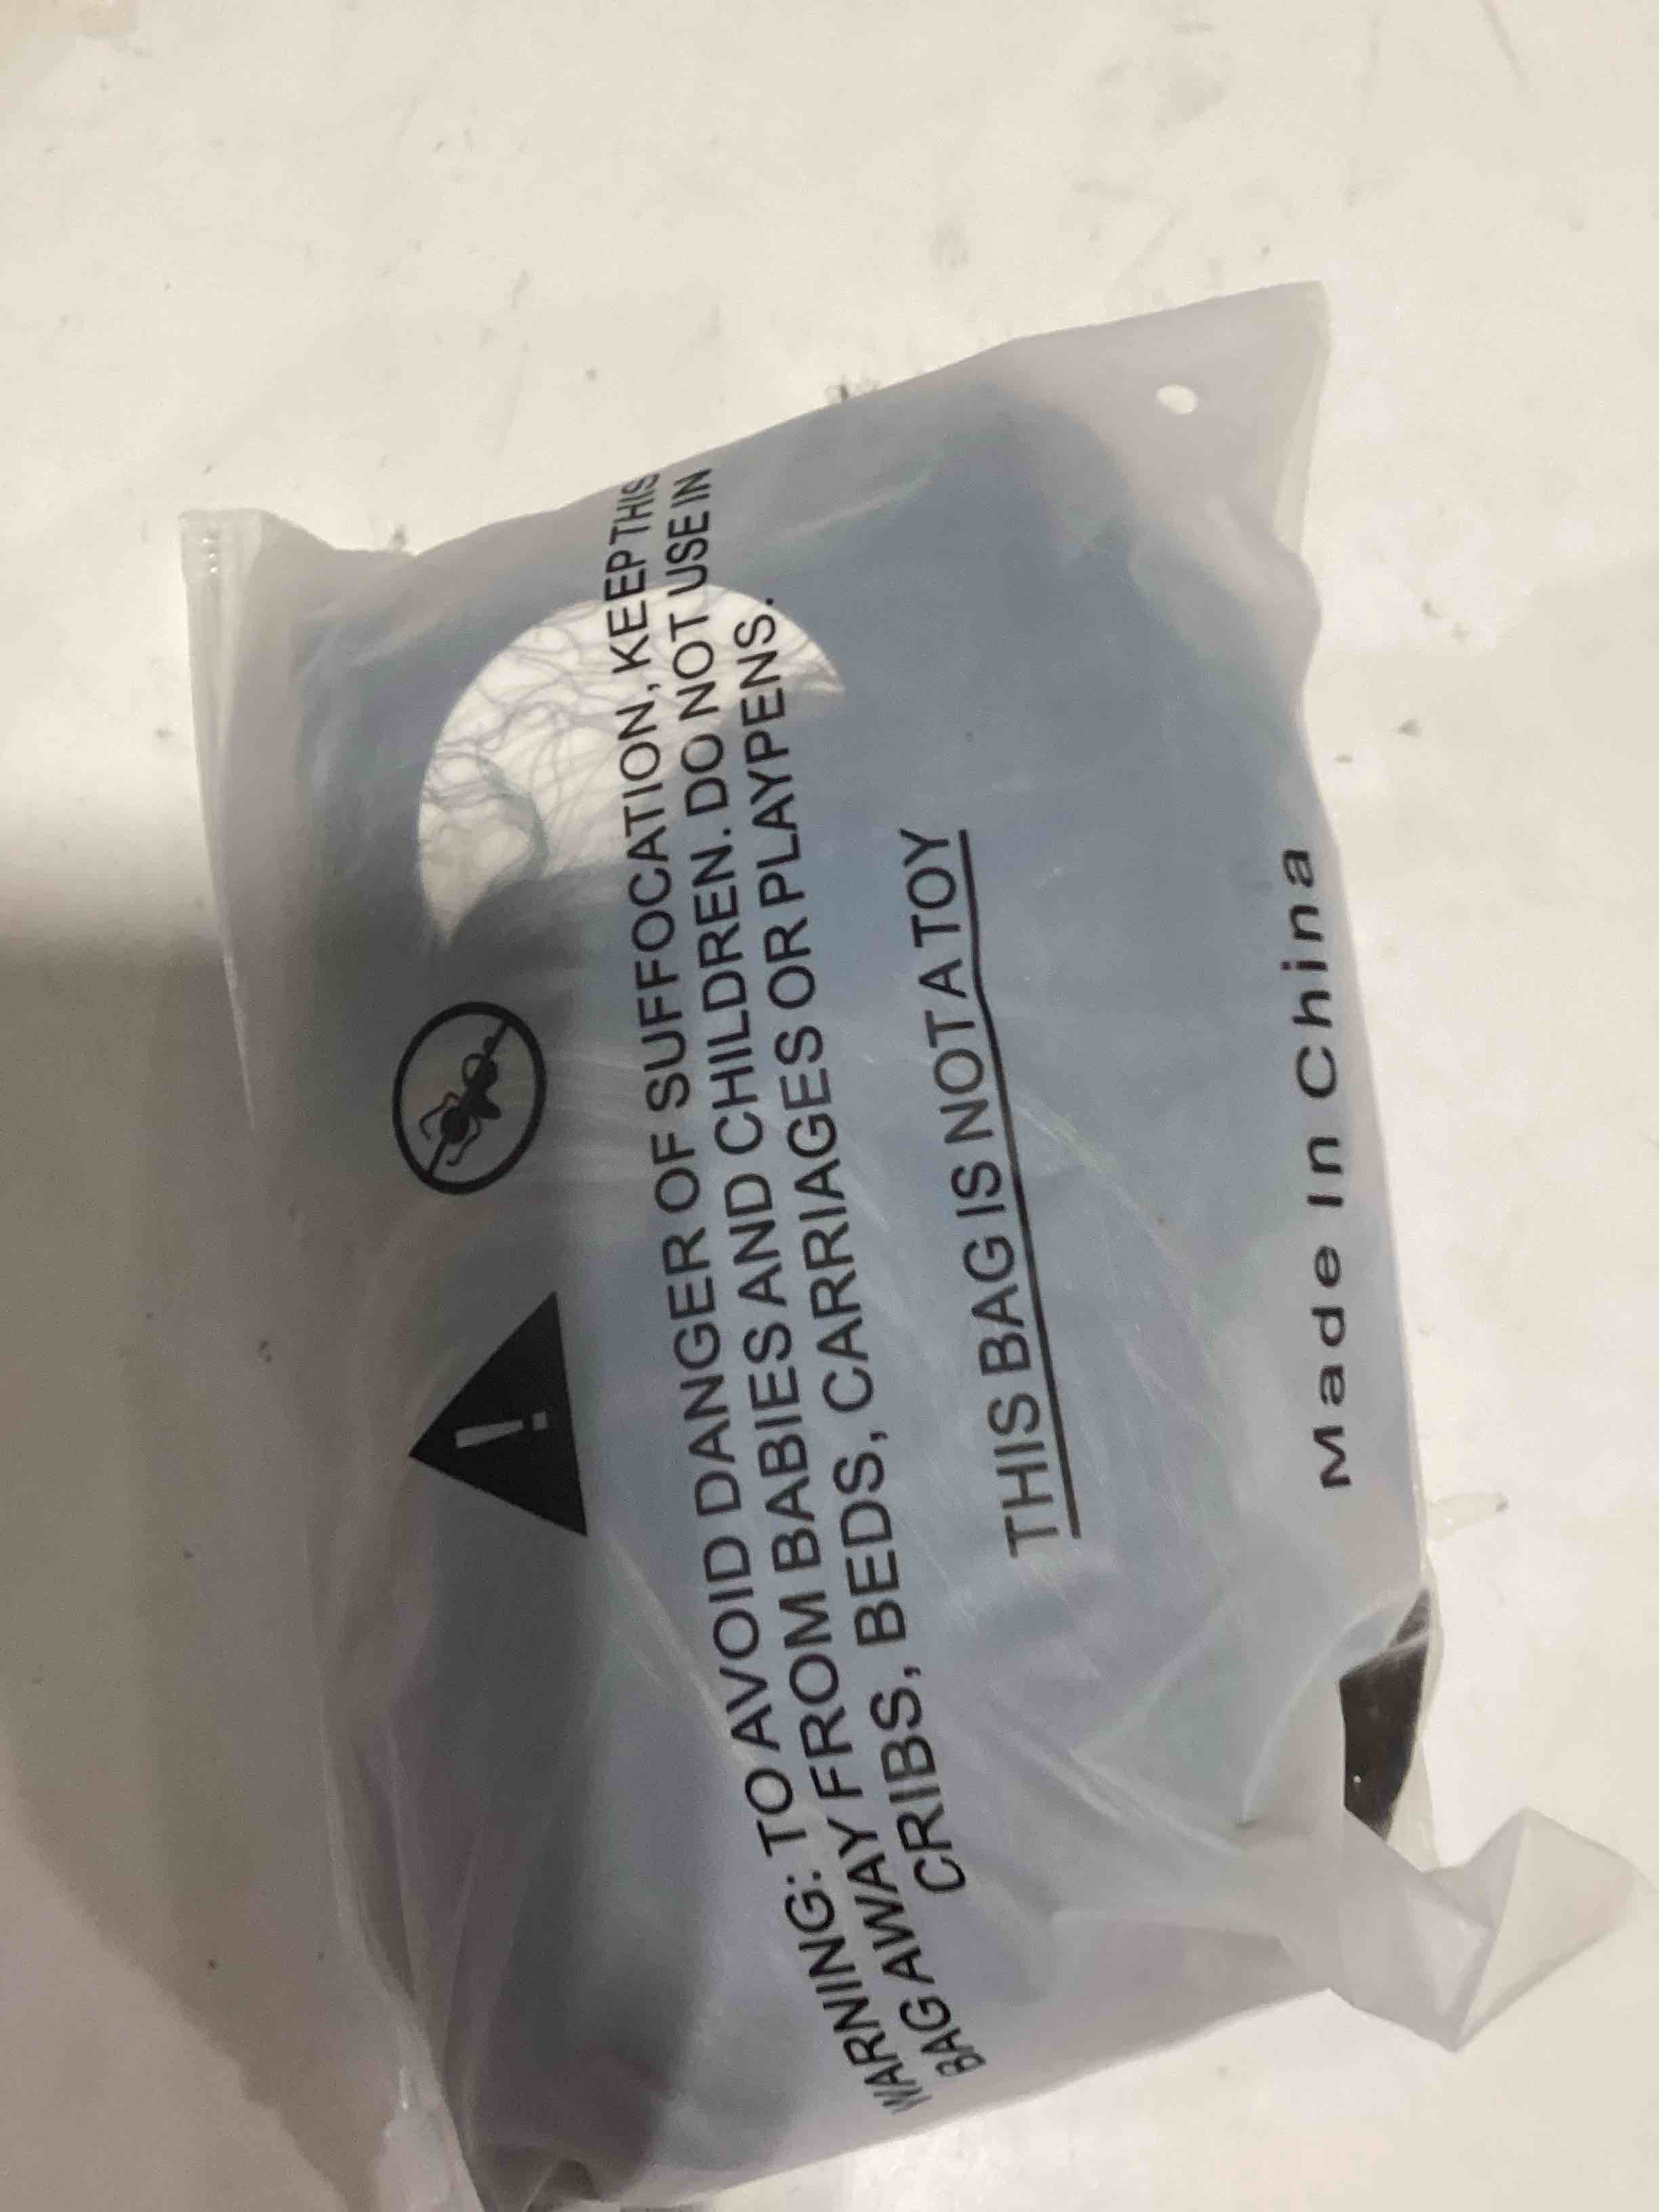 WARNING: TO AVOID DANGER OF SUFFOCATION, KEEP THIS
BAG AWAY FROM BABIES AND CHILDREN. DO NOT USE IN
CRIBS, BEDS, CARRIAGES OR PLAYPENS.
THIS BAG IS NOT A TOY
Made In China